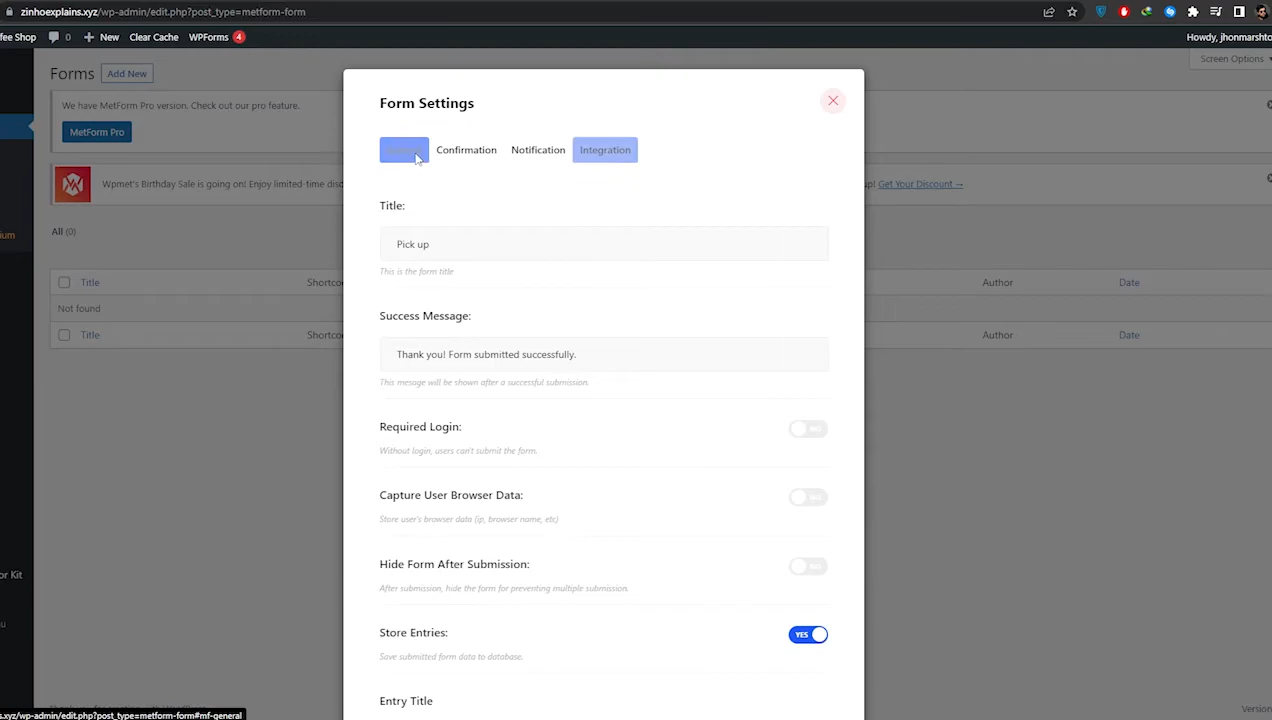 zinhoexplains.xyz/wp-admin/edit.php?post_type=metform-form
fee Shop 0 + New Clear Cache WPForms 4 Howdy, jhonmarshto
Screen Options
Forms Add New
We have MetForm Pro version. Check out our pro feature.
MetForm Pro
Wpmet's Birthday Sale is going on! Enjoy limited-time dis
up! Get Your Discount →
ium
All (0)
Title Shortco Author Date
Not found
Title Shortco Author Date
or Kit
Form Settings
Confirmation Notification Integration
Title:
Pick up
This is the form title
Success Message:
Thank you! Form submitted successfully.
This mesage will be shown after a successful submission.
Required Login:
NO
Without login, users can't submit the form.
Capture User Browser Data:
NO
Store user's browser data (ip, browser name, etc)
Hide Form After Submission:
NO
After submission, hide the form for preventing multiple submission.
Store Entries:
YES
Save submitted form data to database.
Entry Title
s.xyz/wp-admin/edit.php?post_type=metform-form#mf-general
Version